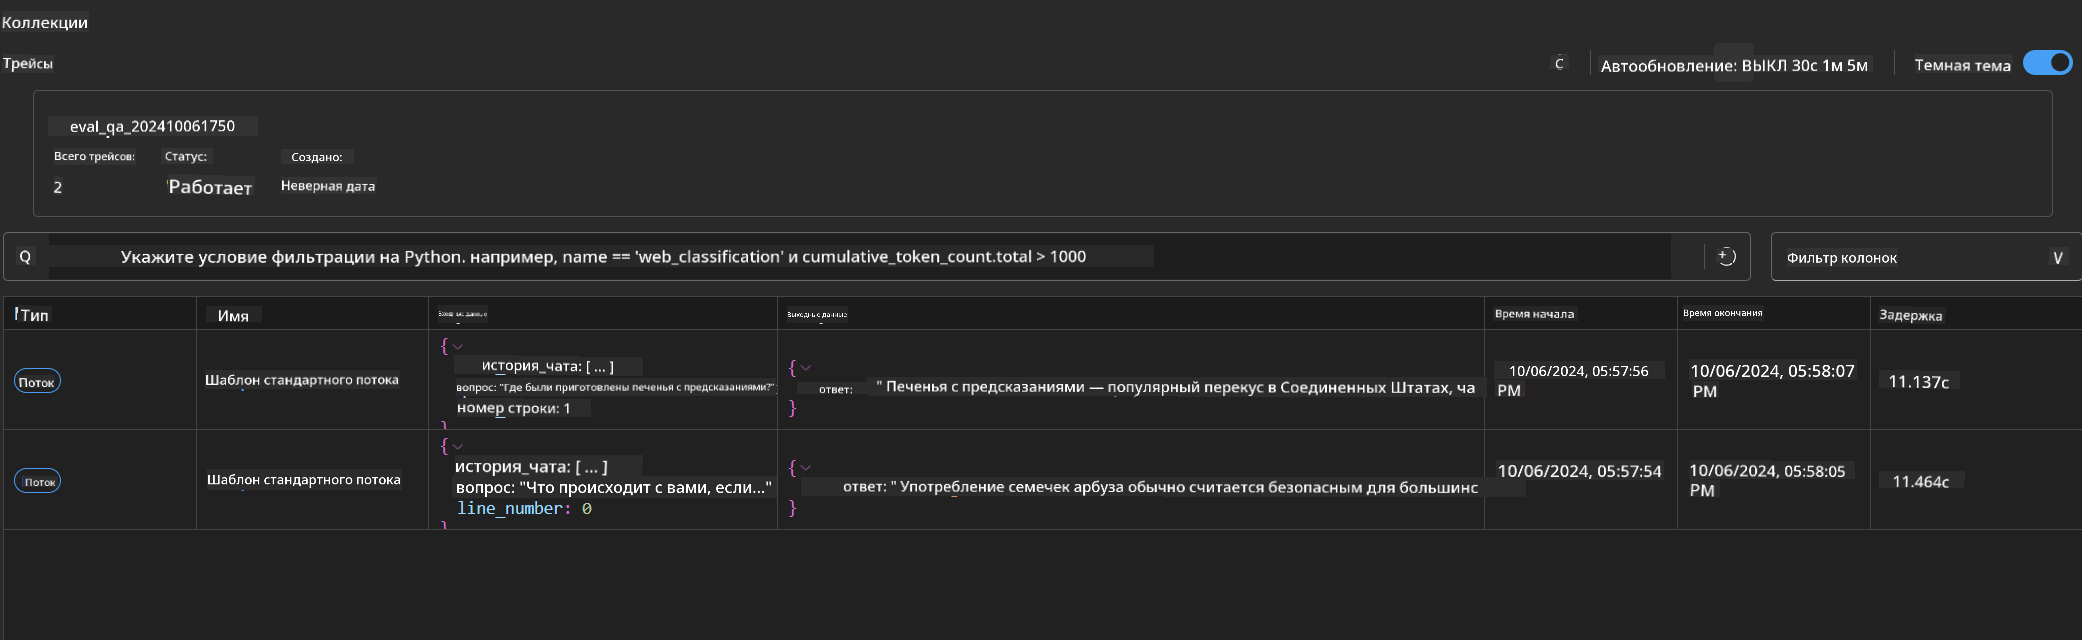 Коллекции
Трейсы
C
Автообновление: ВЫКЛ 30с 1м 5м
Темная тема
eval_qa_202410061750
Всего трейсов:
Статус:
Создано:
2
'Работает
Неверная дата
Q
Укажите условие фильтрации на Python. например, name == 'web_classification' и cumulative_token_count.total > 1000
Фильтр колонок
V
Тип
Имя
Входные данные
Выходные данные
Время начала
Время окончания
Задержка
Поток
Шаблон стандартного потока
{
история_чата: [ ... ]
вопрос: "Где были приготовлены печенья с предсказаниями?"
номер строки: 1
}
{
ответ: " Печенья с предсказаниями — популярный перекус в Соединенных Штатах, ча
}
10/06/2024, 05:57:56
PM
10/06/2024, 05:58:07
PM
11.137с
Поток
Шаблон стандартного потока
{
история_чата: [ ... ]
вопрос: "Что происходит с вами, если..."
line_number: 0
}
{
ответ: " Употребление семечек арбуза обычно считается безопасным для большинс
}
10/06/2024, 05:57:54
10/06/2024, 05:58:05
PM
11.464с